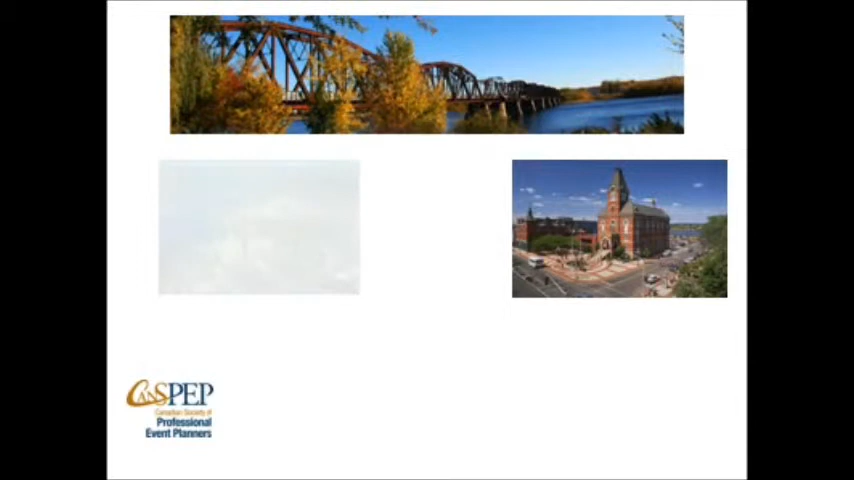 CanSPEP
Canadian Society of
Professional
Event Planners